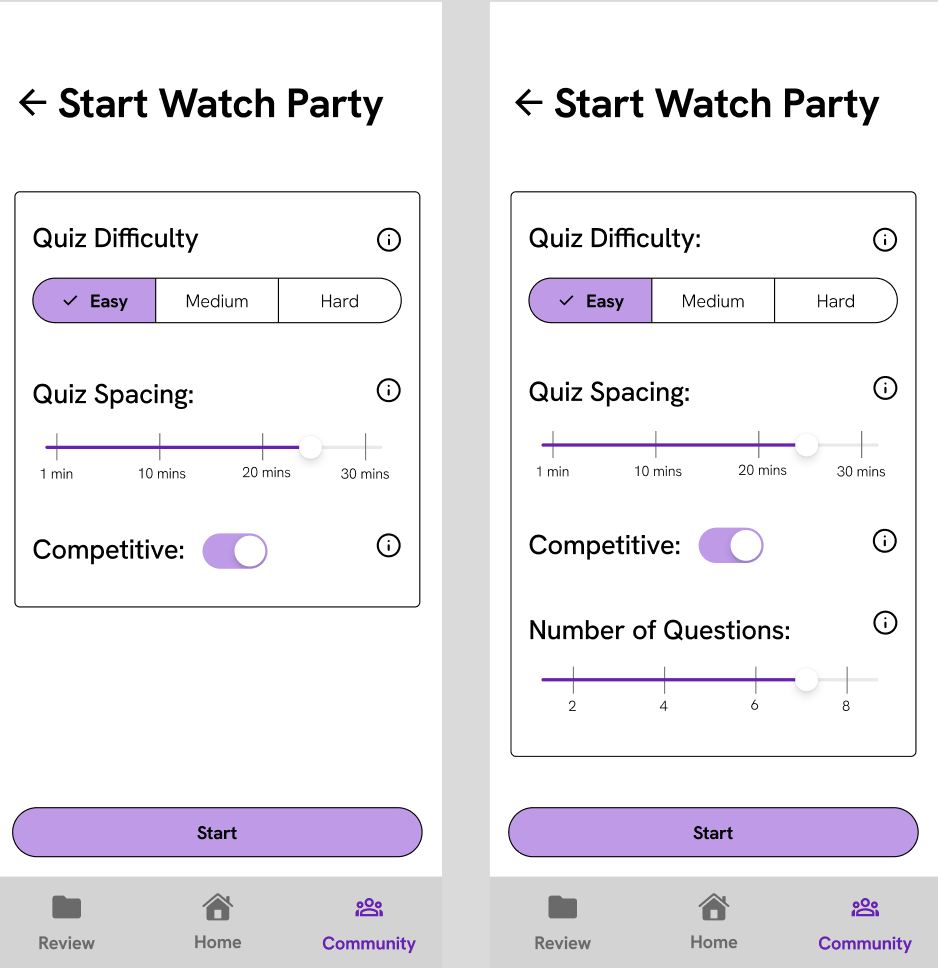 Start Watch Party
Quiz Difficulty
Easy Medium Hard
Quiz Spacing:
1 min 10 mins 20 mins 30 mins
Competitive:
Start
Review Home Community
Start Watch Party
Quiz Difficulty:
Easy Medium Hard
Quiz Spacing:
1 min 10 mins 20 mins 30 mins
Competitive:
Number of Questions:
2 4 6 8
Start
Review Home Community